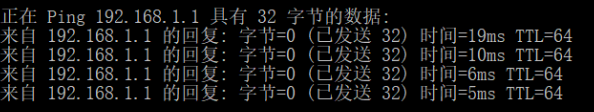 正在 Ping 192.168.1.1 具有 32 字节的数据:
来自 192.168.1.1 的回复: 字节=0 (已发送 32) 时间=19ms TTL=64
来自 192.168.1.1 的回复: 字节=0 (已发送 32) 时间=10ms TTL=64
来自 192.168.1.1 的回复: 字节=0 (已发送 32) 时间=6ms TTL=64
来自 192.168.1.1 的回复: 字节=0 (已发送 32) 时间=5ms TTL=64